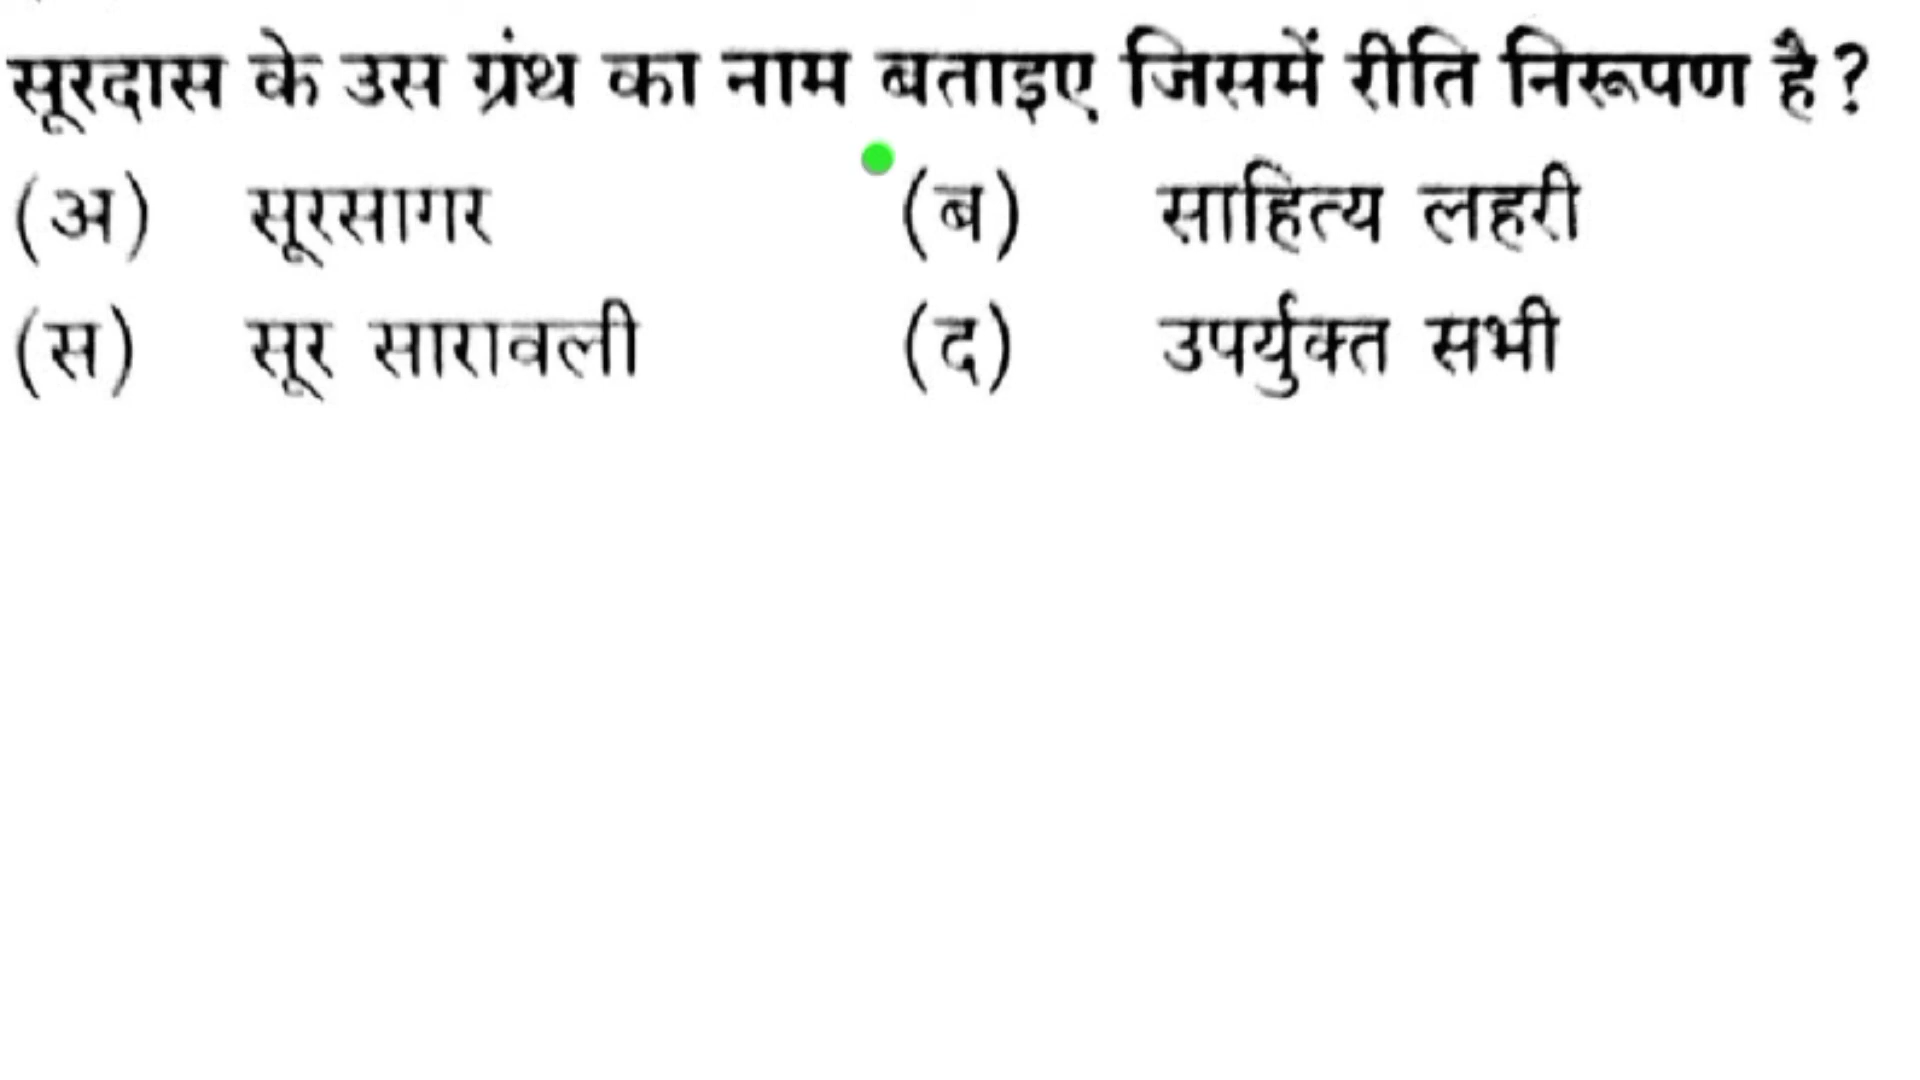 सूरदास के उस ग्रंथ का नाम बताइए जिसमें रीति निरूपण है?
(अ) सूरसागर (ब) साहित्य लहरी
(स) सूर सारावली (द) उपर्युक्त सभी